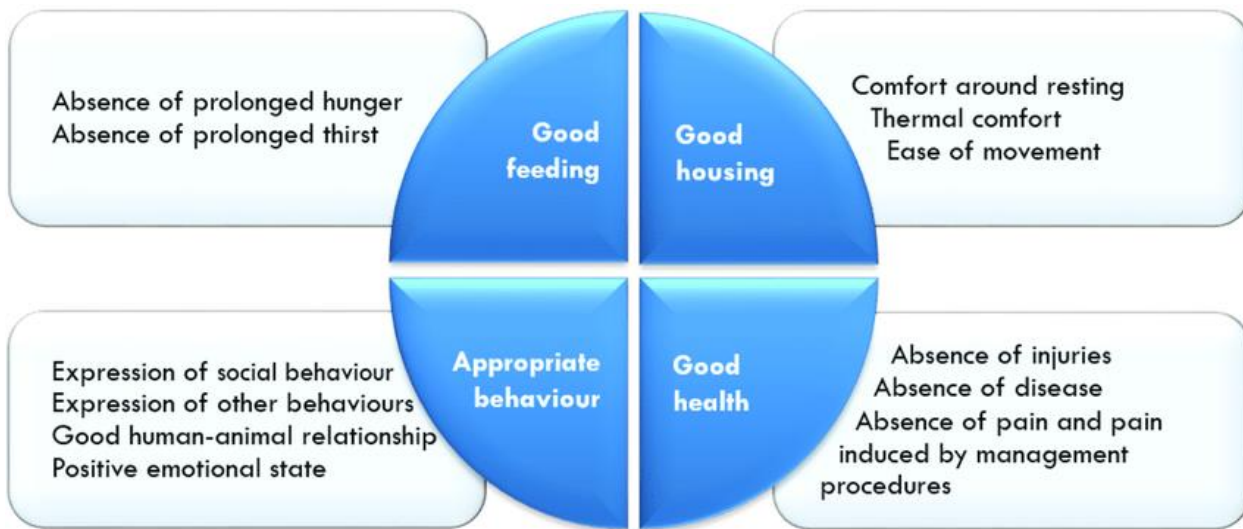 Absence of prolonged hunger
Absence of prolonged thirst
Good
feeding
Good
housing
Comfort around resting
Thermal comfort
Ease of movement
Expression of social behaviour
Expression of other behaviours
Good human-animal relationship
Positive emotional state
Appropriate
behaviour
Good
health
Absence of injuries
Absence of disease
Absence of pain and pain
induced by management
procedures